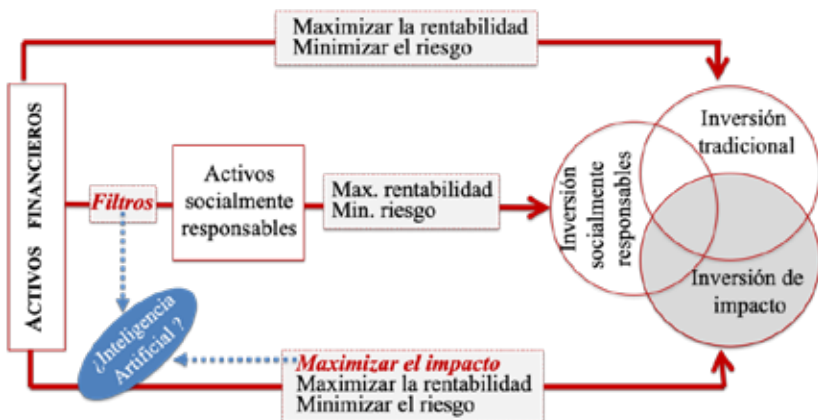 Maximizar la rentabilidad
Minimizar el riesgo
ACTIVOS FINANCIEROS
Filtros
Activos
socialmente
responsables
Max. rentabilidad
Min. riesgo
Inversión
socialmente
responsables
Inversión
tradicional
Inversión de
impacto
¿Inteligencia
Artificial ?
Maximizar el impacto
Maximizar la rentabilidad
Minimizar el riesgo